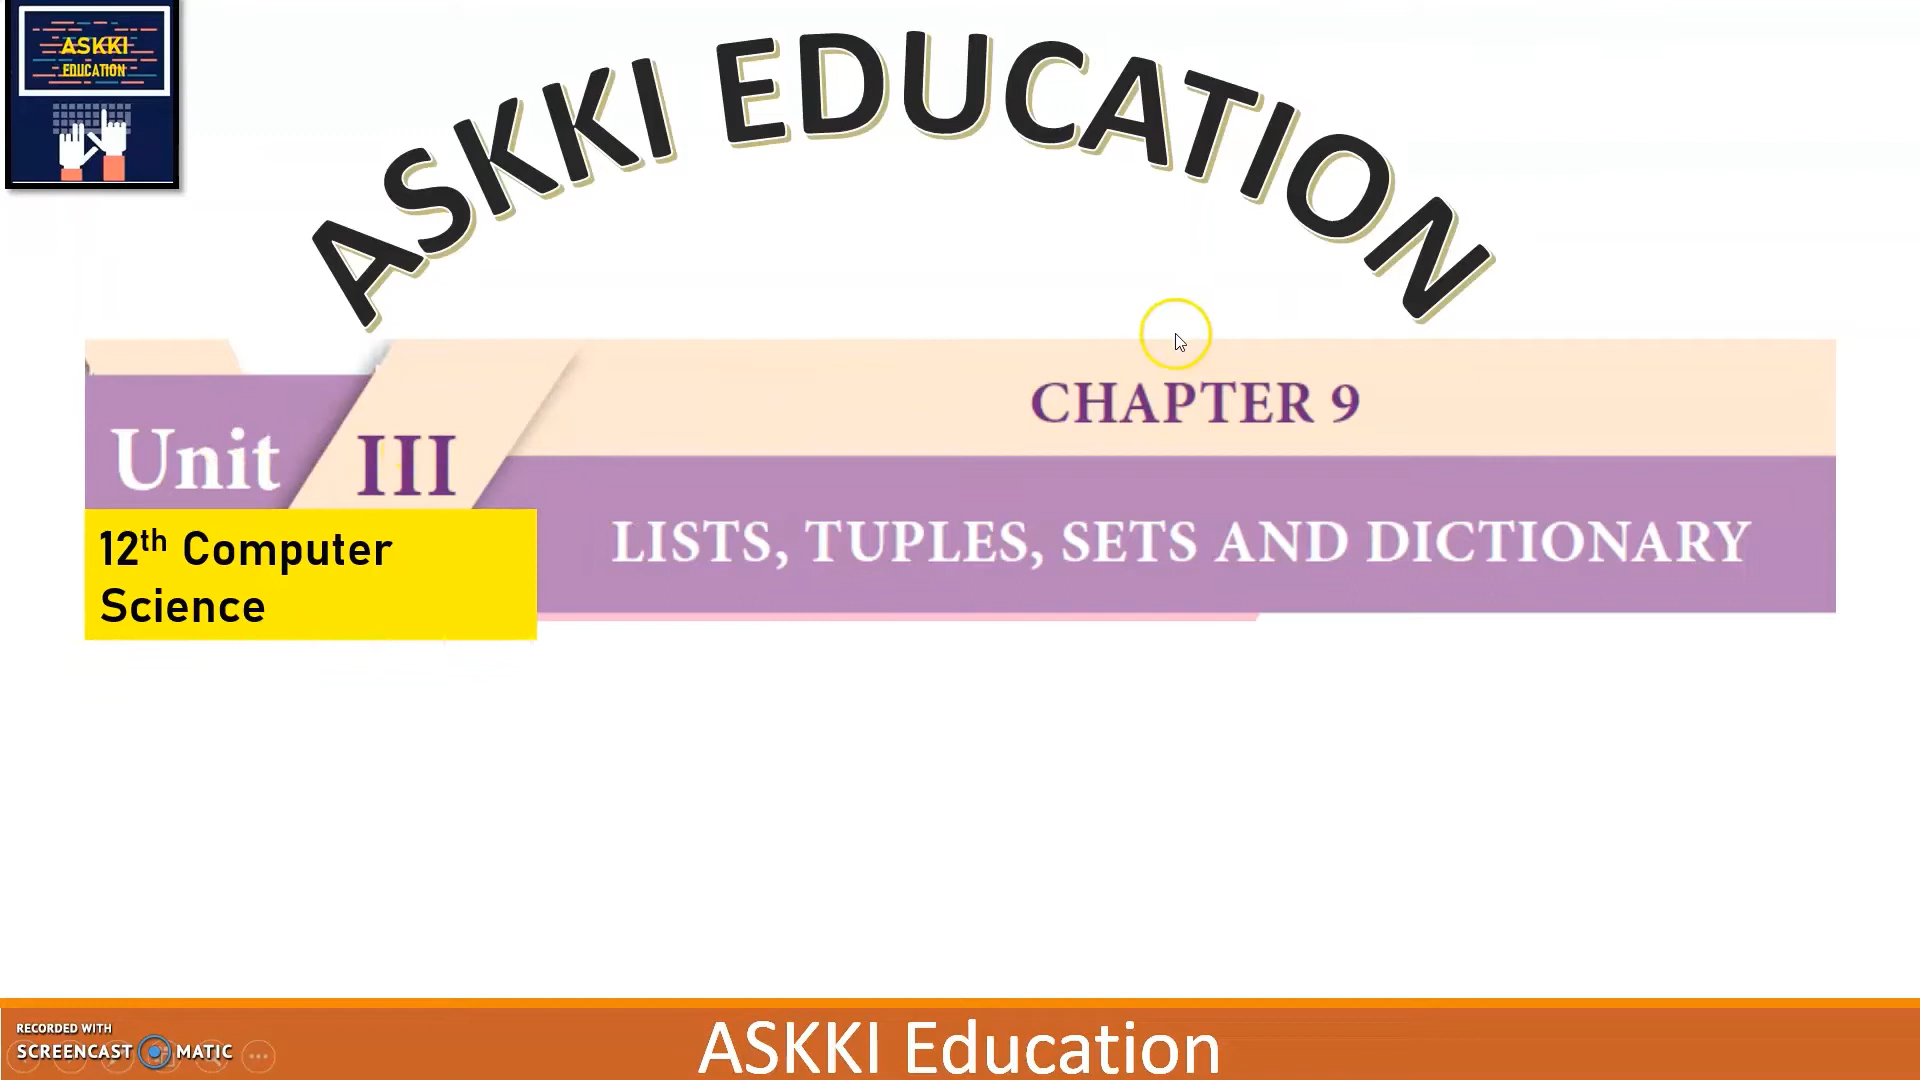 ASKKI
EDUCATION
ASKKI EDUCATION
CHAPTER 9
Unit III
LISTS, TUPLES, SETS AND DICTIONARY
12th Computer
Science
RECORDED WITH
SCREENCAST MATIC
ASKKI Education